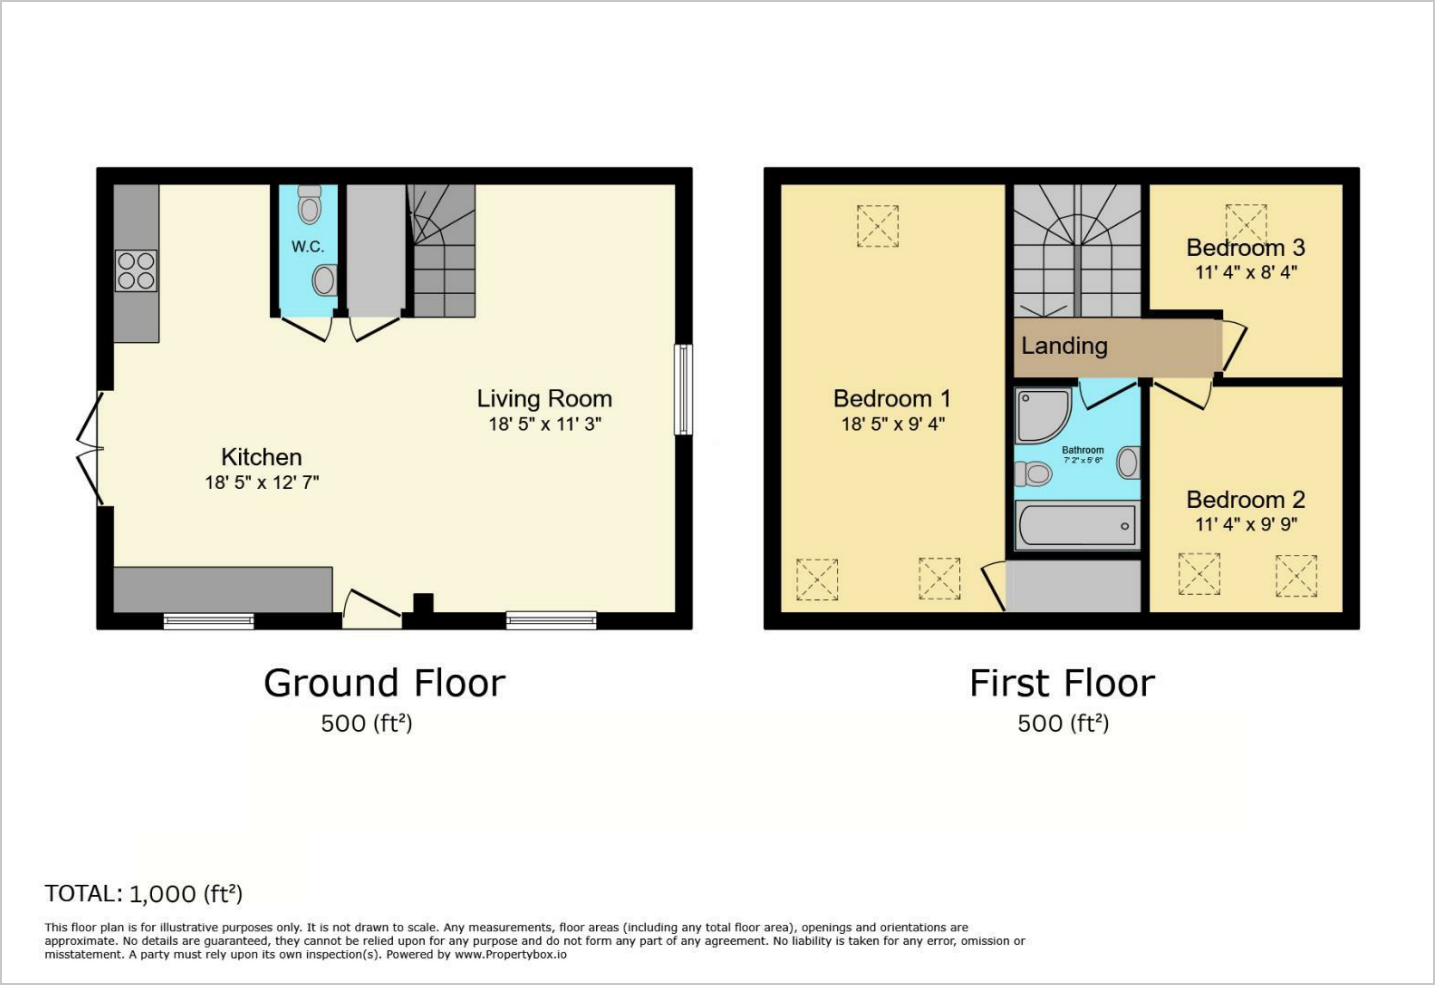 W.C.
Living Room
18' 5" x 11' 3"
Kitchen
18' 5" x 12' 7"
Bedroom 3
11' 4" x 8' 4"
Landing
Bedroom 1
18' 5" x 9' 4"
Bathroom
7' 2" x 5' 6"
Bedroom 2
11' 4" x 9' 9"
Ground Floor
500 (ft²)
First Floor
500 (ft²)
TOTAL: 1,000 (ft²)
This floor plan is for illustrative purposes only. It is not drawn to scale. Any measurements, floor areas (including any total floor area), openings and orientations are
approximate. No details are guaranteed, they cannot be relied upon for any purpose and do not form any part of any agreement. No liability is taken for any error, omission or
misstatement. A party must rely upon its own inspection(s). Powered by www.Propertybox.io